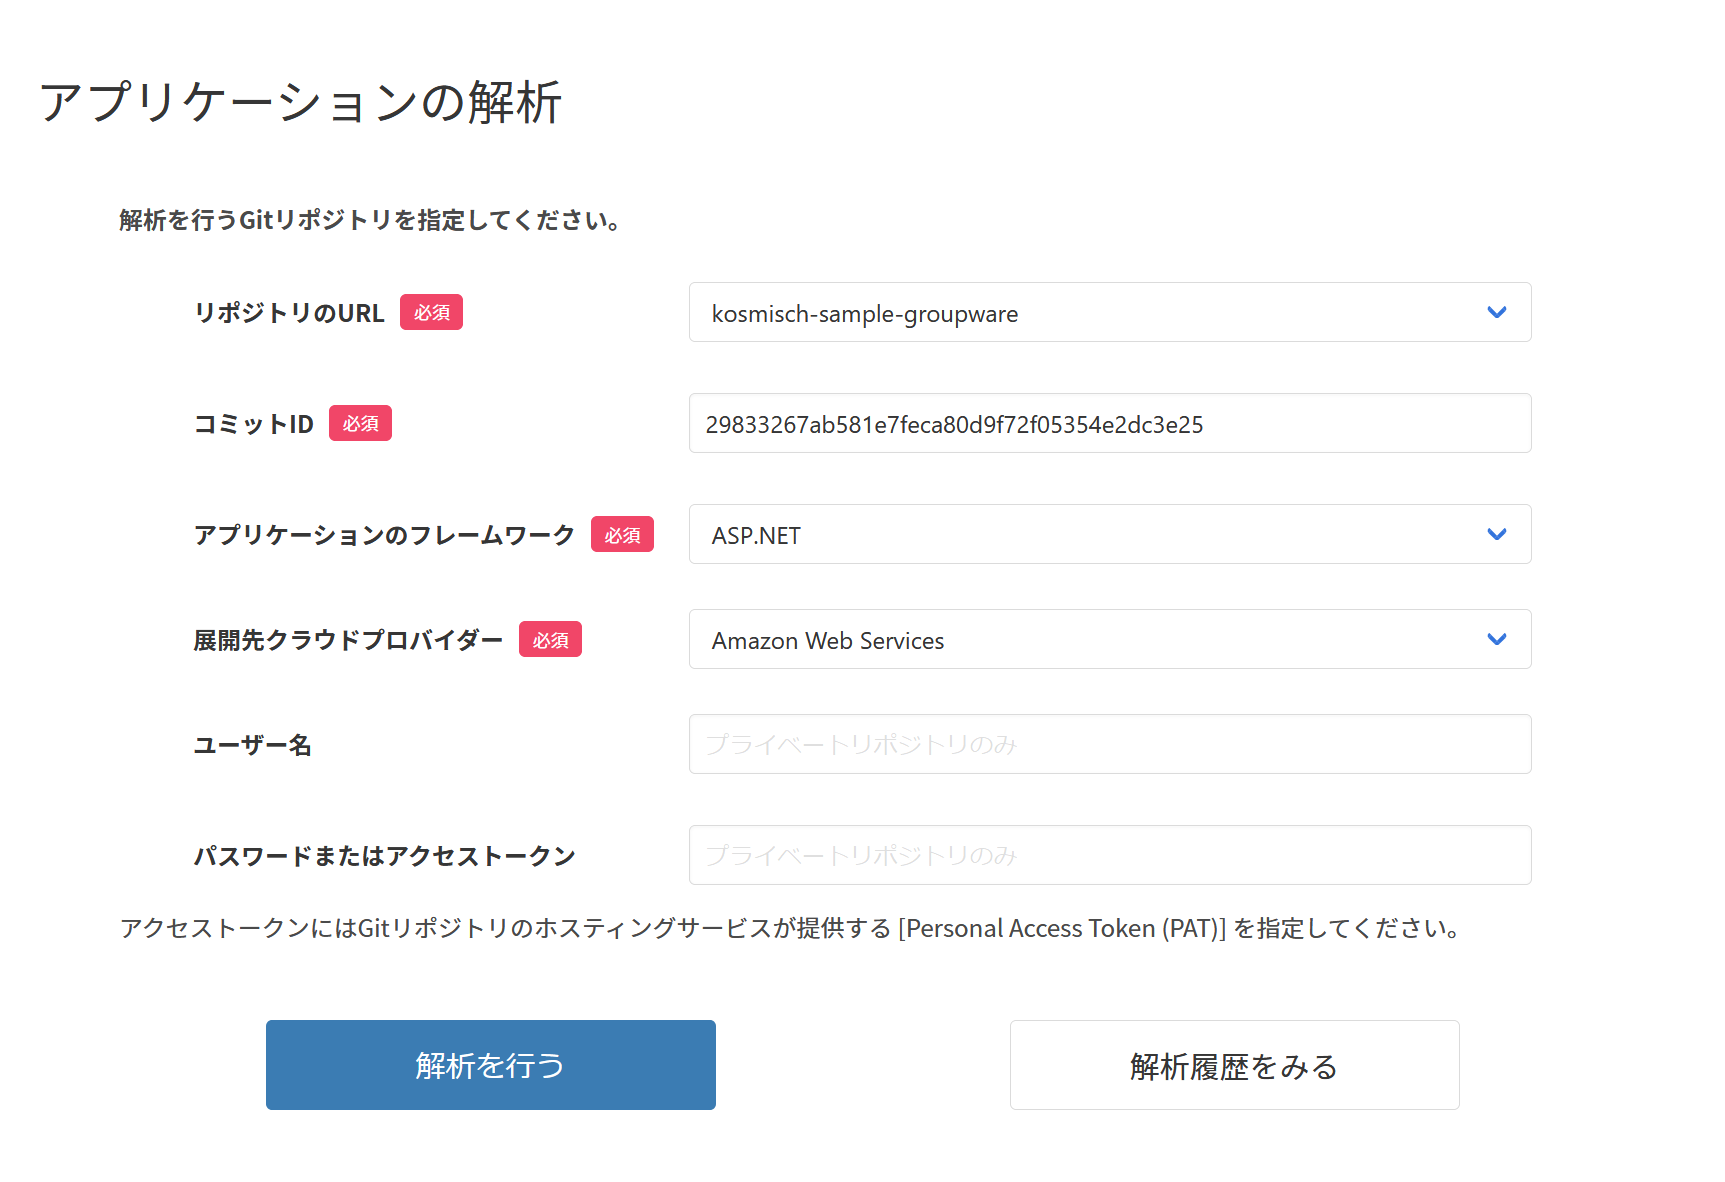 アプリケーションの解析
解析を行うGitリポジトリを指定してください。
リポジトリのURL 必須 kosmisch-sample-groupware
コミットID 必須 29833267ab581e7feca80d9f72f05354e2dc3e25
アプリケーションのフレームワーク 必須 ASP.NET
展開先クラウドプロバイダー 必須 Amazon Web Services
ユーザー名 プライベートリポジトリのみ
パスワードまたはアクセストークン プライベートリポジトリのみ
アクセストークンにはGitリポジトリのホスティングサービスが提供する [Personal Access Token (PAT)] を指定してください。
解析を行う 解析履歴をみる